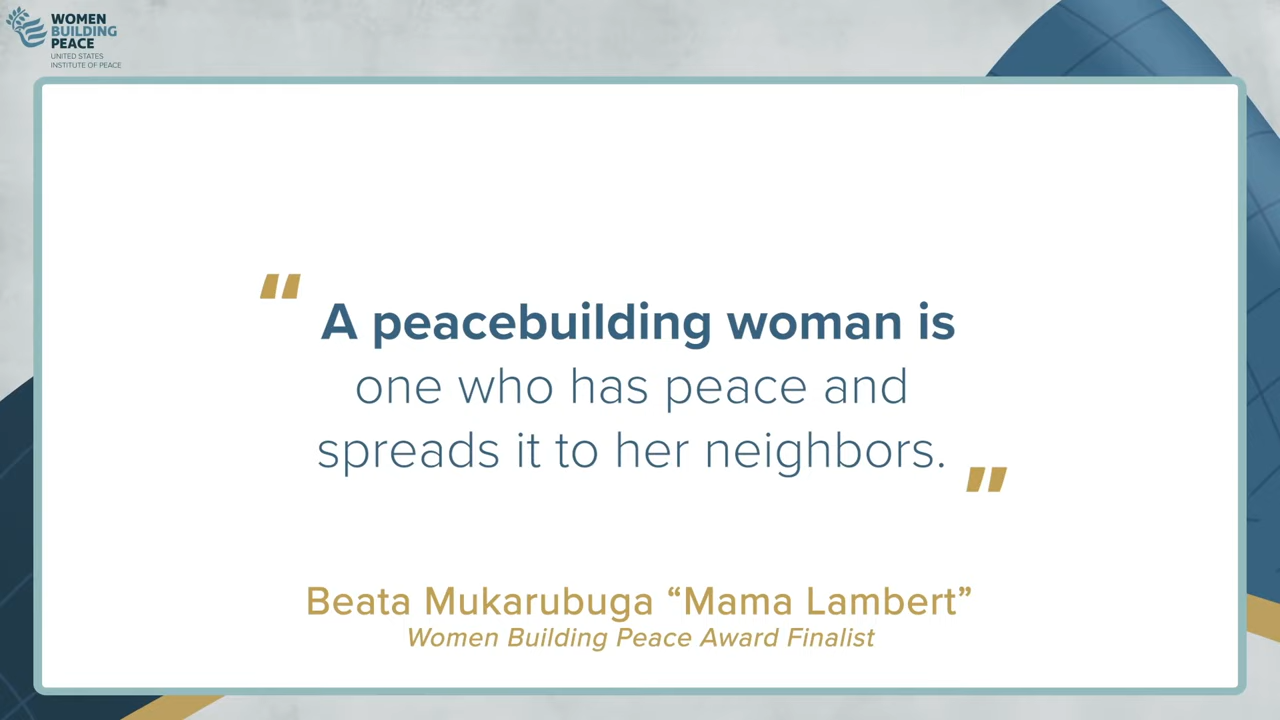 WOMEN
BUILDING
PEACE
UNITED STATES
INSTITUTE OF PEACE
"
A peacebuilding woman is
one who has peace and
spreads it to her neighbors.
"
Beata Mukarubuga “Mama Lambert”
Women Building Peace Award Finalist